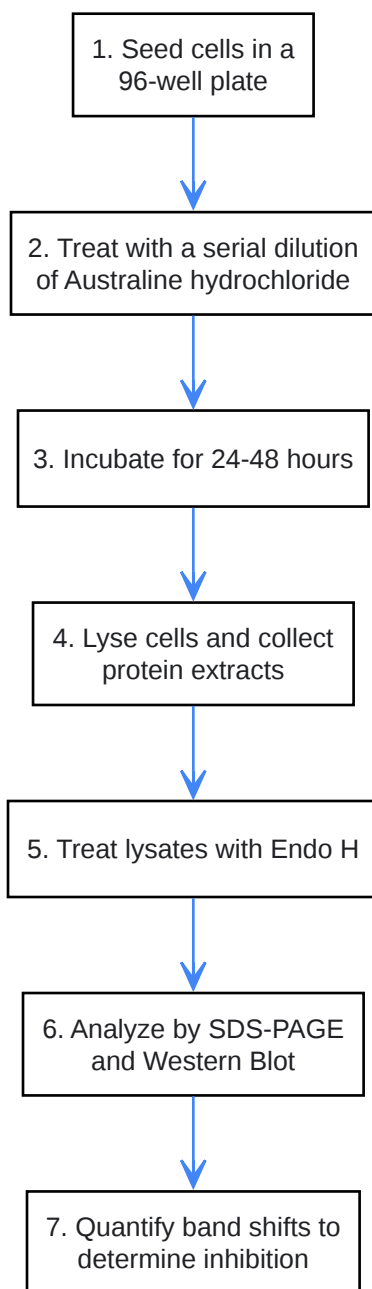 1. Seed cells in a
96-well plate
2. Treat with a serial dilution
of Australine hydrochloride
3. Incubate for 24-48 hours
4. Lyse cells and collect
protein extracts
5. Treat lysates with Endo H
6. Analyze by SDS-PAGE
and Western Blot
7. Quantify band shifts to
determine inhibition